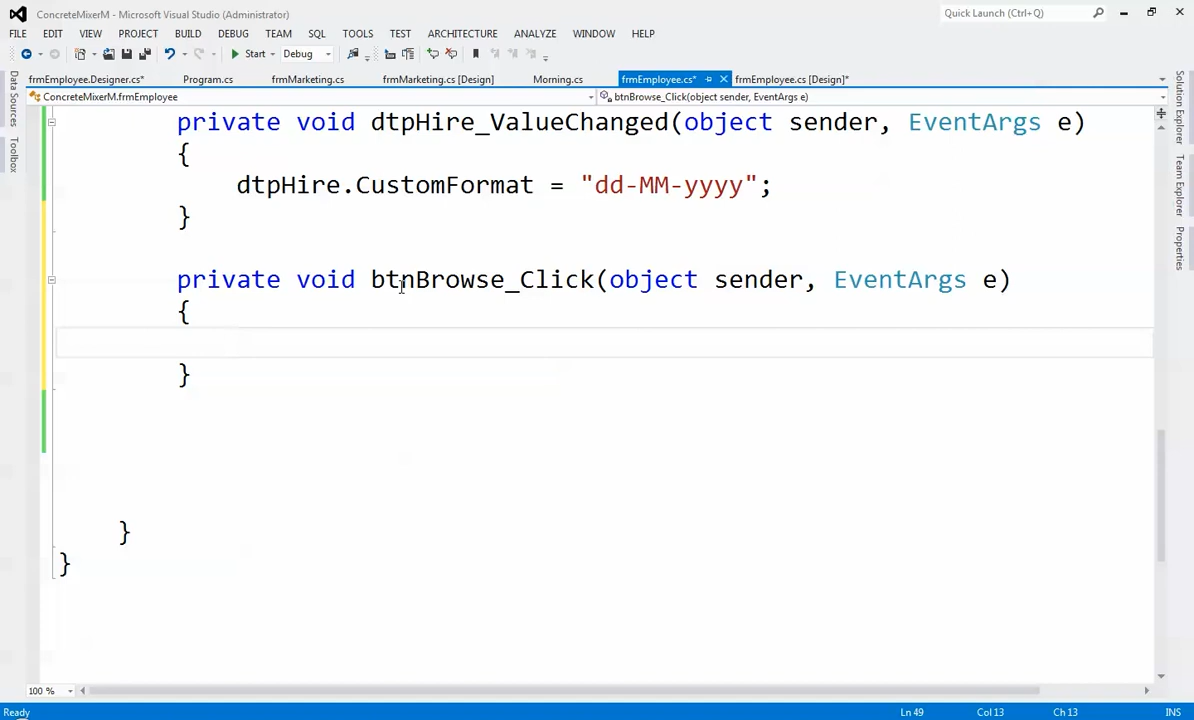 ConcreteMixerM - Microsoft Visual Studio (Administrator)
Quick Launch (Ctrl+Q)
FILE EDIT VIEW PROJECT BUILD DEBUG TEAM SQL TOOLS TEST ARCHITECTURE ANALYZE WINDOW HELP
Start Debug
frmEmployee.Designer.cs* Program.cs frmMarketing.cs frmMarketing.cs [Design] Morning.cs frmEmployee.cs* frmEmployee.cs [Design]*
ConcreteMixerM.frmEmployee btnBrowse_Click(object sender, EventArgs e)
Data Sources
Toolbox
Solution Explorer
Team Explorer
Properties
private void dtpHire_ValueChanged(object sender, EventArgs e)
{
dtpHire.CustomFormat = "dd-MM-yyyy";
}
private void btnBrowse_Click(object sender, EventArgs e)
{
}
}
}
100 %
Ready Ln 49 Col 13 Ch 13 INS